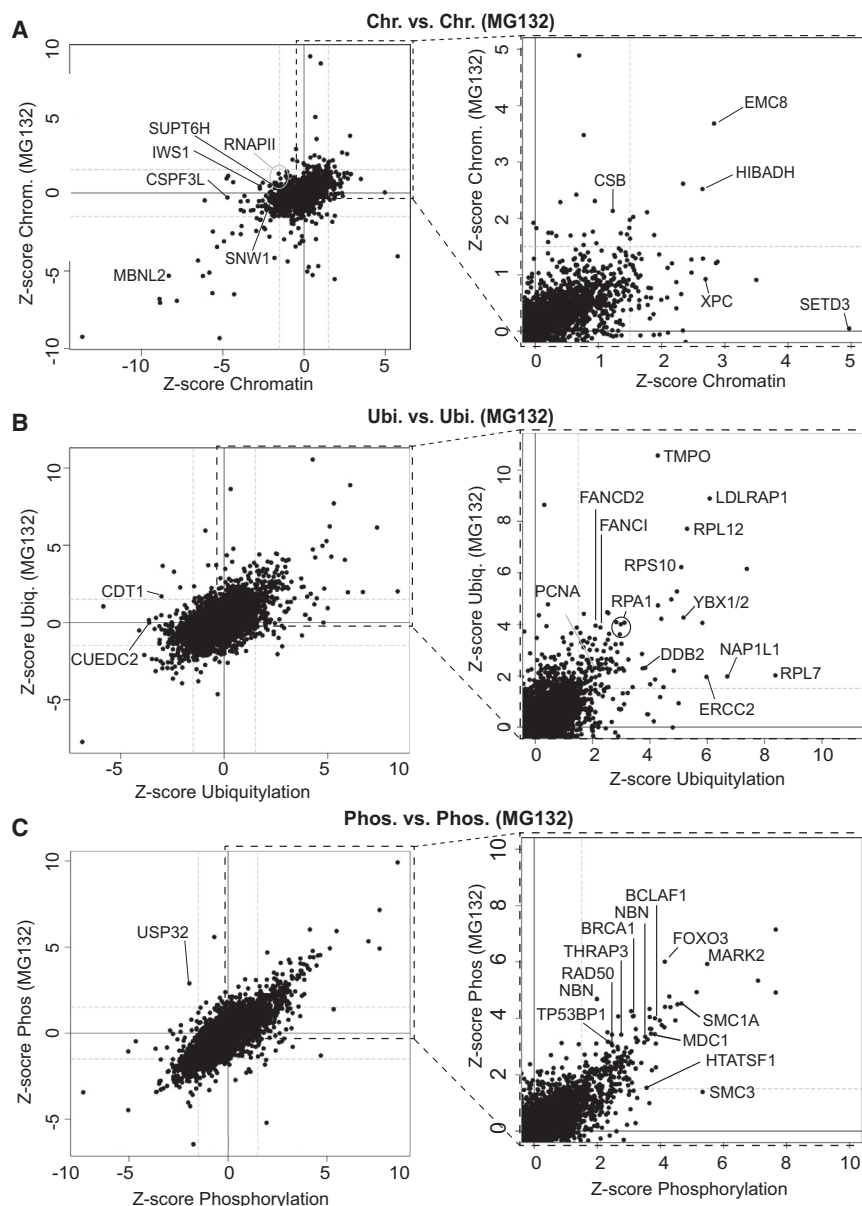 A
Chr. vs. Chr. (MG132)
10
5
0
-5
-10
Z-score Chrom. (MG132)
SUPT6H
RNAPII
IWS1
CSPF3L
SNW1
MBNL2
-10
-5
0
5
Z-score Chromatin
5
4
3
2
1
0
Z-score Chrom. (MG132)
EMC8
HIBADH
CSB
XPC
SETD3
0
1
2
3
4
5
Z-score Chromatin
B
Ubi. vs. Ubi. (MG132)
10
5
0
-5
Z-score Ubiq. (MG132)
CDT1
CUEDC2
-5
0
5
10
Z-score Ubiquitylation
10
8
6
4
2
0
Z-score Ubiq. (MG132)
TMPO
FANCD2
LDLRAP1
FANCI
RPL12
RPS10
PCNA
RPA1
YBX1/2
DDB2
NAP1L1
RPL7
ERCC2
0
2
4
6
8
10
Z-score Ubiquitylation
C
Phos. vs. Phos. (MG132)
10
5
0
-5
Z-socre Phos (MG132)
USP32
-10
-5
0
5
10
Z-score Phosphorylation
10
8
6
4
2
0
Z-socre Phos (MG132)
BCLAF1
NBN
BRCA1
FOXO3
THRAP3
MARK2
RAD50
NBN
SMC1A
TP53BP1
MDC1
HTATSF1
SMC3
0
2
4
6
8
10
Z-score Phosphorylation